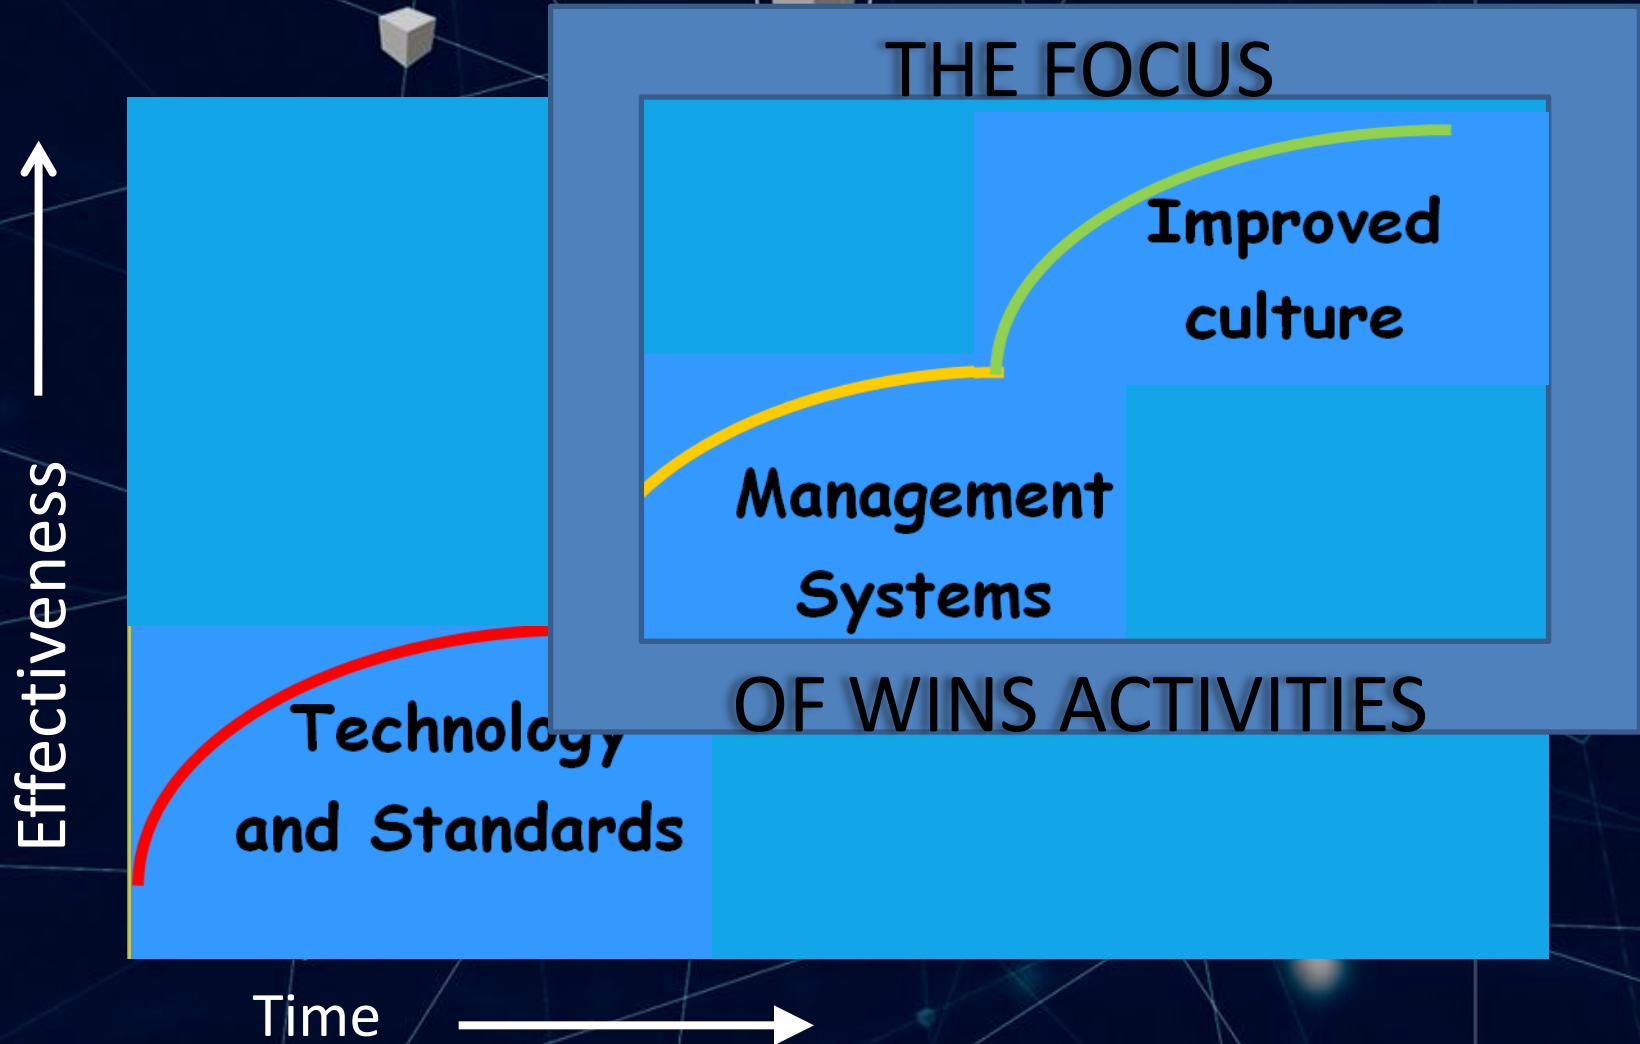 THE FOCUS
Improved
culture
Management
Systems
OF WINS ACTIVITIES
Technology
and Standards
Effectiveness
Time